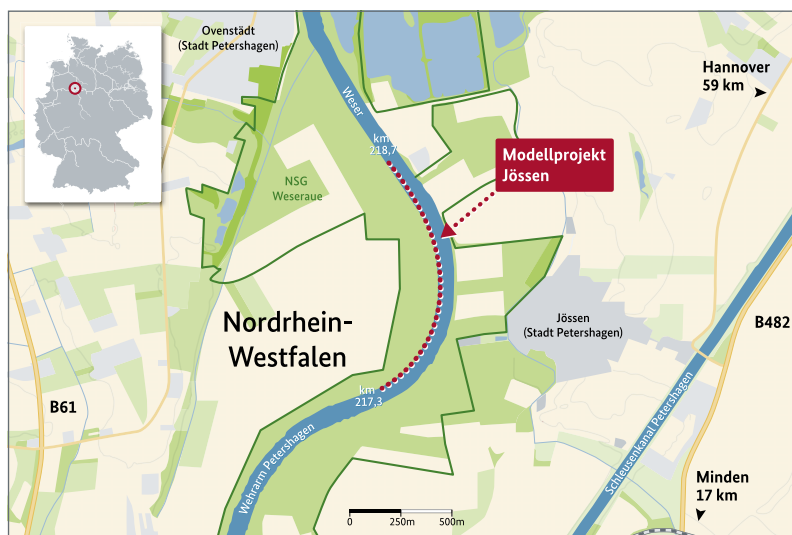 Ovenstädt
(Stadt Petershagen)
Hannover
59 km
Weser
km
218,7
Modellprojekt
Jössen
NSG
Weseraue
Nordrhein-
Westfalen
Jössen
(Stadt Petershagen)
B482
km
217,3
B61
Wehrarm Petershagen
Schleusenkanal Petershagen
Minden
17 km
0 250m 500m